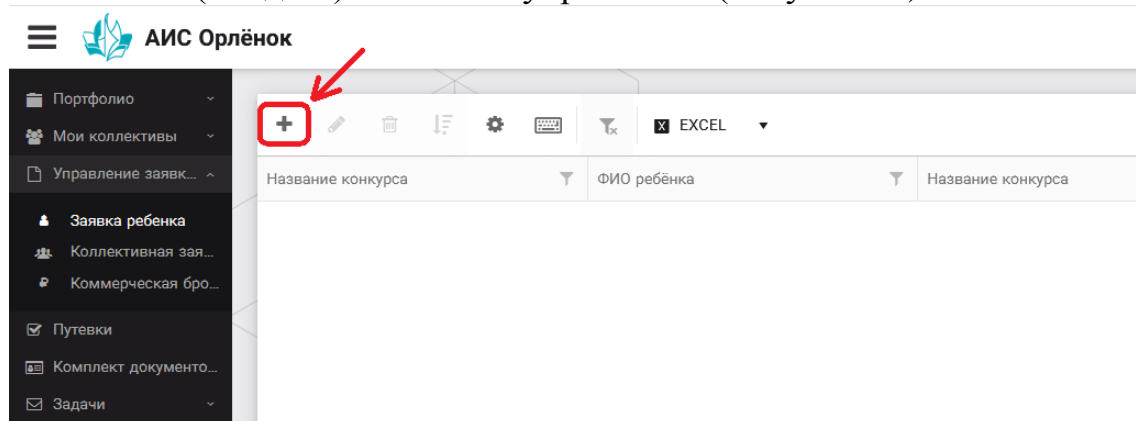 АИС Орлёнок
Портфолио
Мои коллективы
Управление заявк...
Заявка ребенка
Коллективная зая...
Коммерческая бро...
Путевки
Комплект документо...
Задачи
X EXCEL
Название конкурса ФИО ребёнка Название конкурса